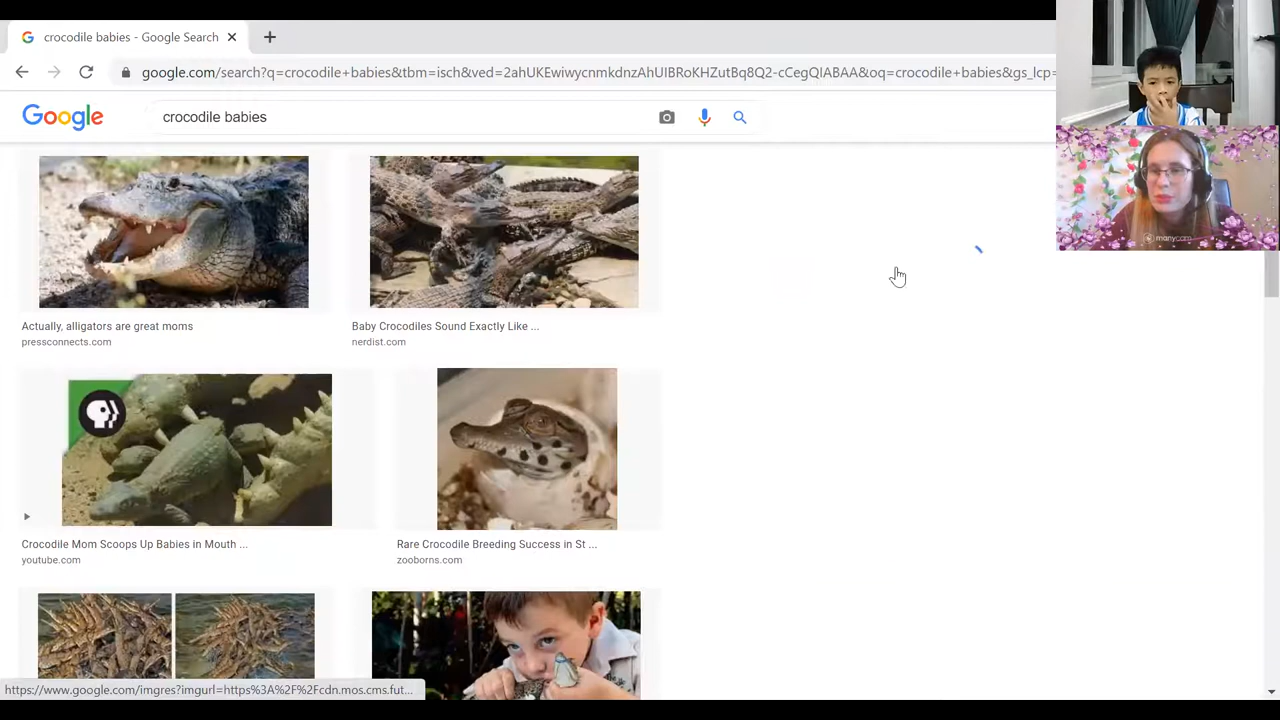 crocodile babies - Google Search
google.com/search?q=crocodile+babies&tbm=isch&ved=2ahUKEwiwycnmkdnzAhUIBRoKHZutBq8Q2-cCegQIABAA&oq=crocodile+babies&gs_lcp=
Google
crocodile babies
Actually, alligators are great moms
pressconnects.com
Baby Crocodiles Sound Exactly Like ...
nerdist.com
Crocodile Mom Scoops Up Babies in Mouth ...
youtube.com
Rare Crocodile Breeding Success in St ...
zooborns.com
https://www.google.com/imgres?imgurl=https%3A%2F%2Fcdn.mos.cms.fut...
manycam